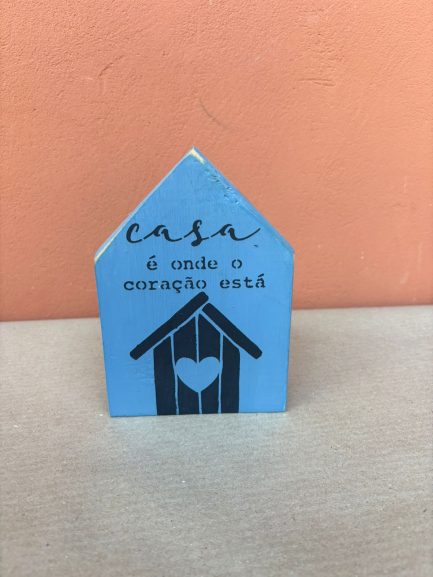 casa
é onde o
coração está